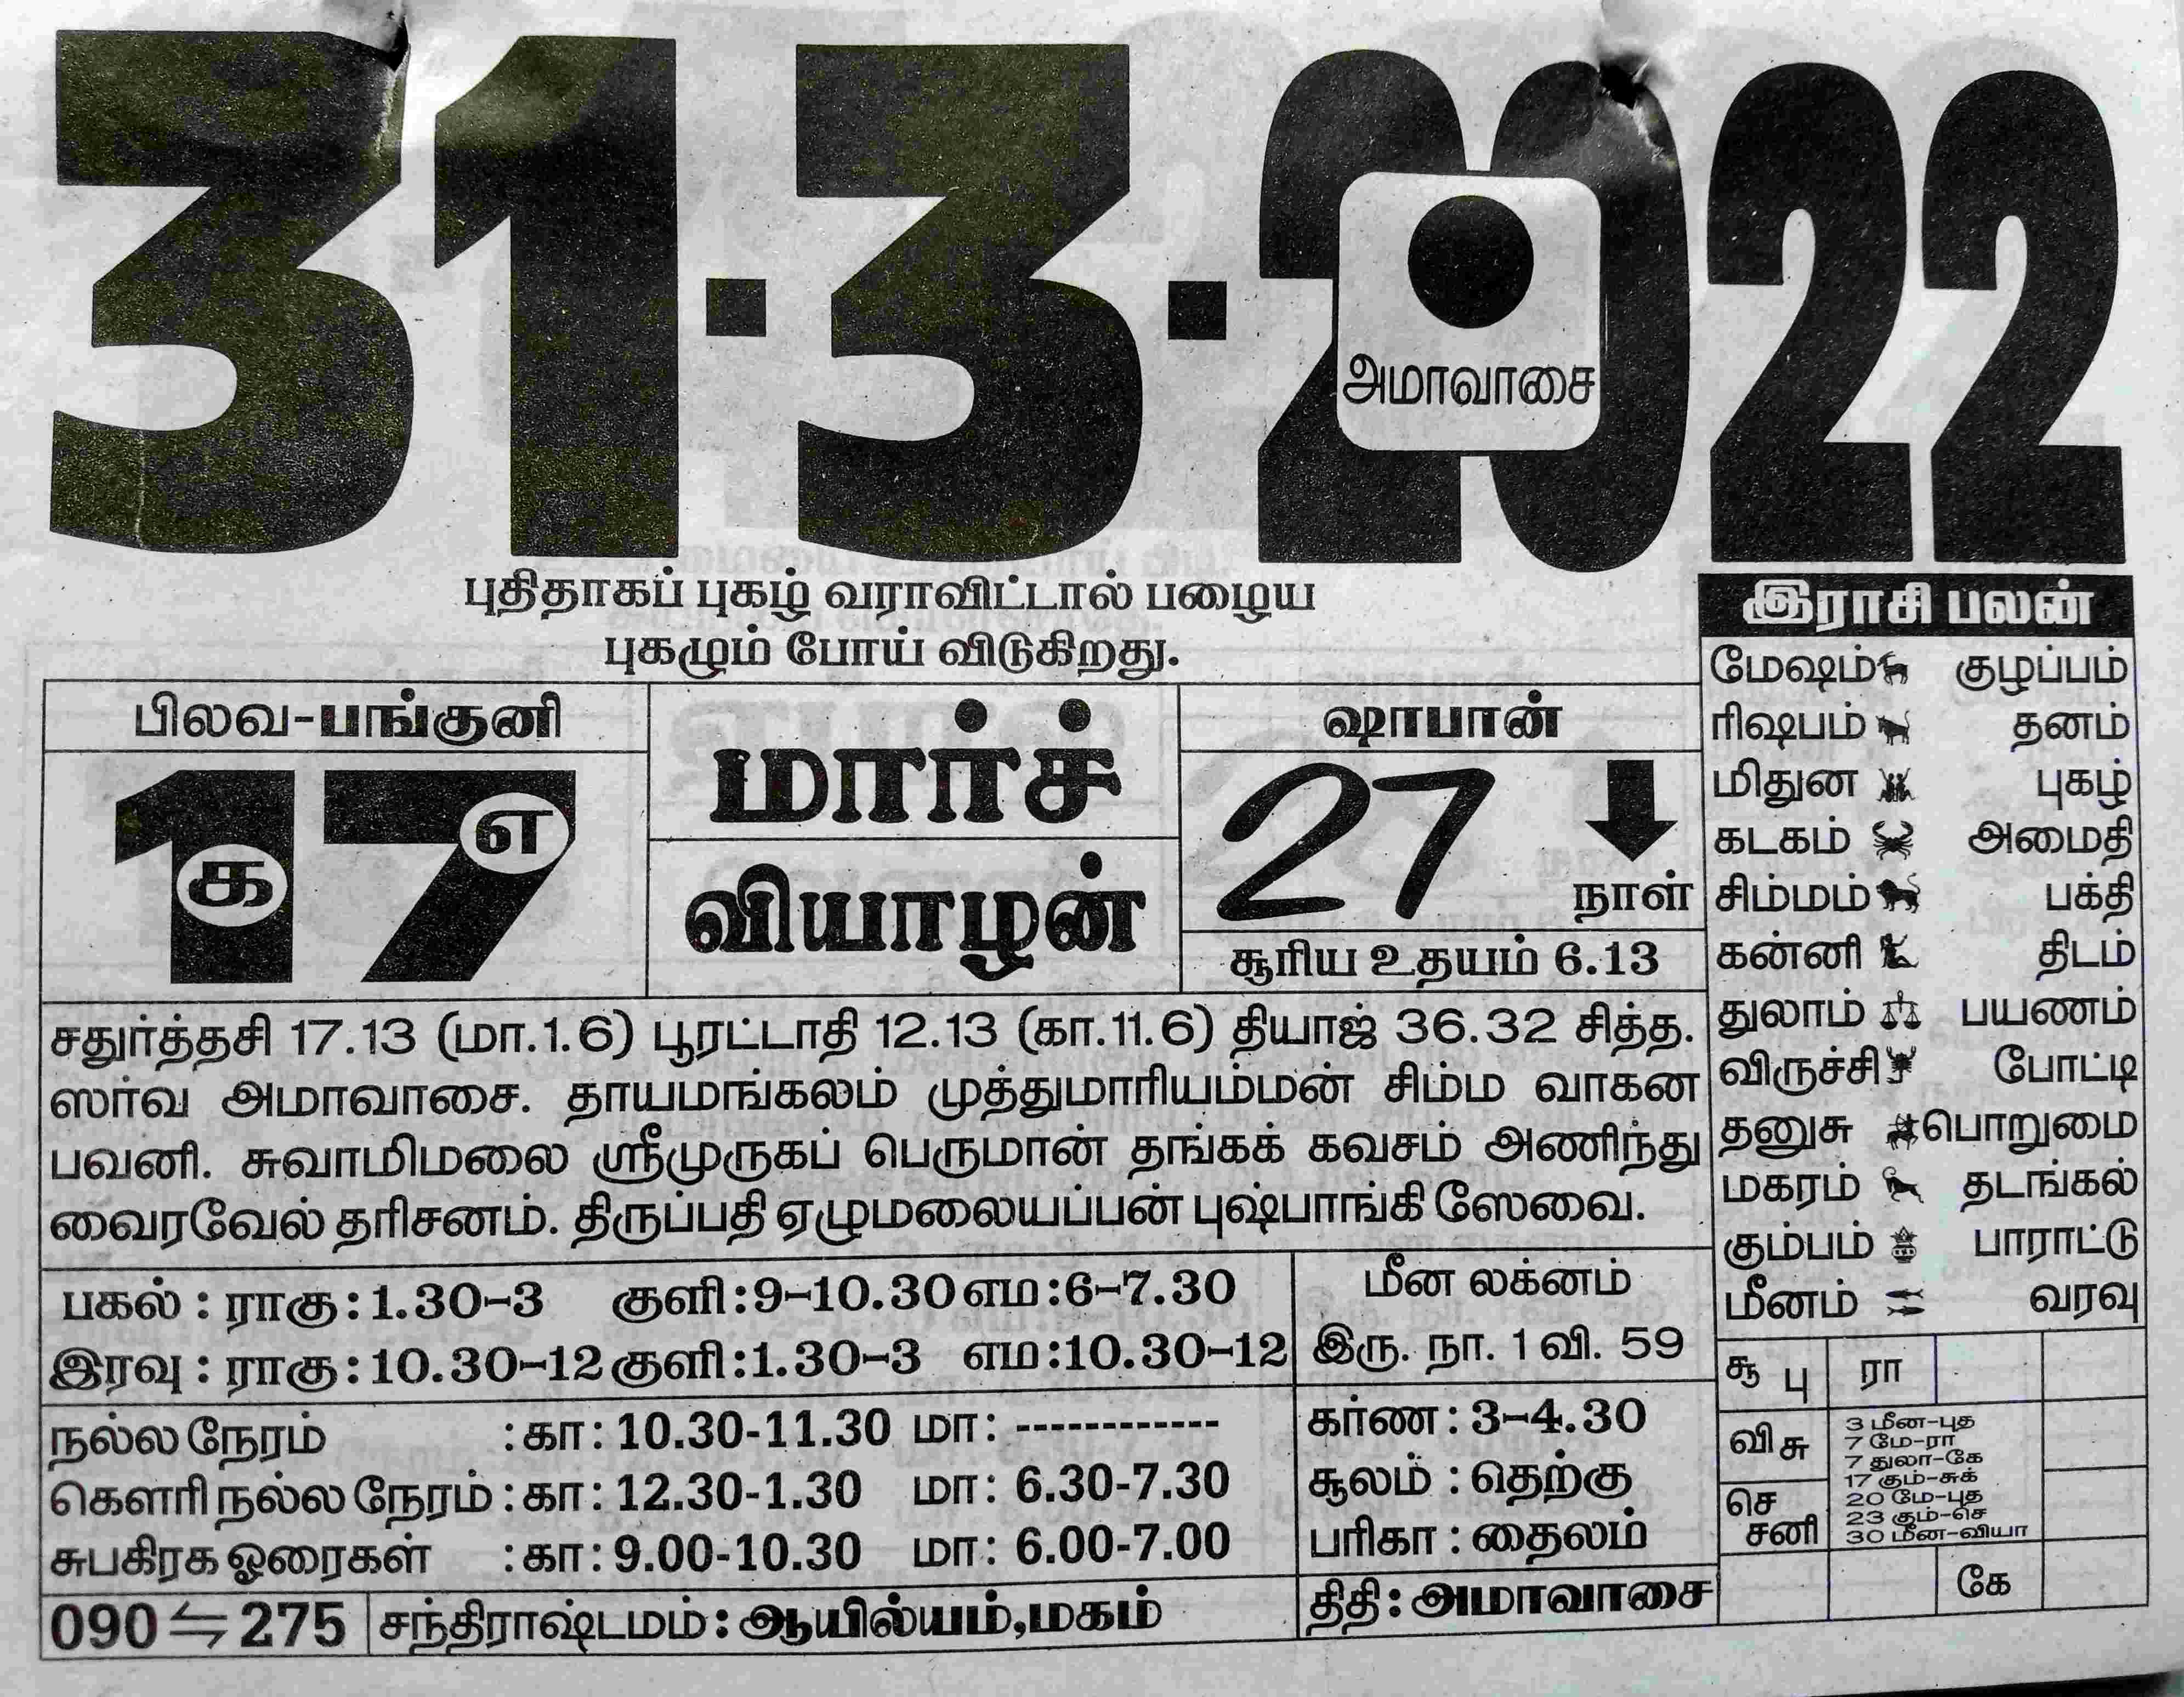 31·3·2022
அமாவாசை
புதிதாகப் புகழ் வராவிட்டால் பழைய
புகழும் போய் விடுகிறது.
பிலவ-பங்குனி
17
க எ
மார்ச்
வியாழன்
ஷாபான்
27
நாள்
சூரிய உதயம் 6.13
சதுர்த்தசி 17.13 (மா.1.6) பூரட்டாதி 12.13 (கா.11.6) தியாஜ் 36.32 சித்த.
ஸர்வ அமாவாசை. தாயமங்கலம் முத்துமாரியம்மன் சிம்ம வாகன
பவனி. சுவாமிமலை ஸ்ரீமுருகப் பெருமான் தங்கக் கவசம் அணிந்து
வைரவேல் தரிசனம். திருப்பதி ஏழுமலையப்பன் புஷ்பாங்கி ஸேவை.
பகல் : ராகு : 1.30-3 குளி : 9-10.30 எம : 6-7.30
இரவு : ராகு : 10.30-12 குளி : 1.30-3 எம : 10.30-12
மீன லக்னம்
இரு. நா. 1 வி. 59
நல்ல நேரம் : கா : 10.30-11.30 மா : ------------
கௌரி நல்ல நேரம் : கா : 12.30-1.30 மா : 6.30-7.30
சுபகிரக ஓரைகள் : கா : 9.00-10.30 மா : 6.00-7.00
கர்ண : 3-4.30
சூலம் : தெற்கு
பரிகா : தைலம்
090 ⇋ 275
சந்திராஷ்டமம் : ஆயில்யம்,மகம்
திதி : அமாவாசை
இராசி பலன்
மேஷம் குழப்பம்
ரிஷபம் தனம்
மிதுன புகழ்
கடகம் அமைதி
சிம்மம் பக்தி
கன்னி திடம்
துலாம் பயணம்
விருச்சி போட்டி
தனுசு பொறுமை
மகரம் தடங்கல்
கும்பம் பாராட்டு
மீனம் வரவு
சூ பு
ரா
வி சு
செ
சனி
3 மீன-புத
7 மே-ரா
7 துலா-கே
17 கும்-சுக்
20 மே-புத
23 கும்-செ
30 மீன-வியா
கே